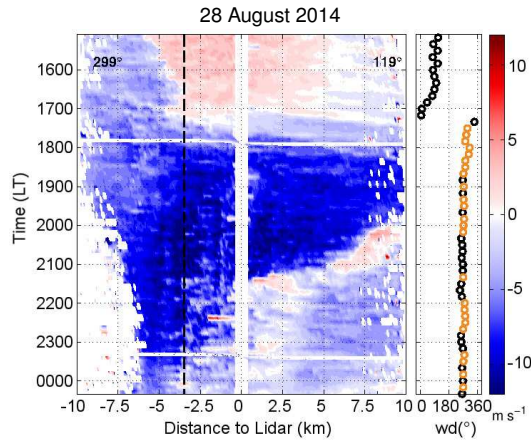 28 August 2014
299°
119°
Time (LT)
1600
1700
1800
1900
2000
2100
2200
2300
0000
-10 -7.5 -5 -2.5 0 2.5 5 7.5 10
Distance to Lidar (km)
0 180 360
wd(°)
10
5
0
-5
-10
m s⁻¹